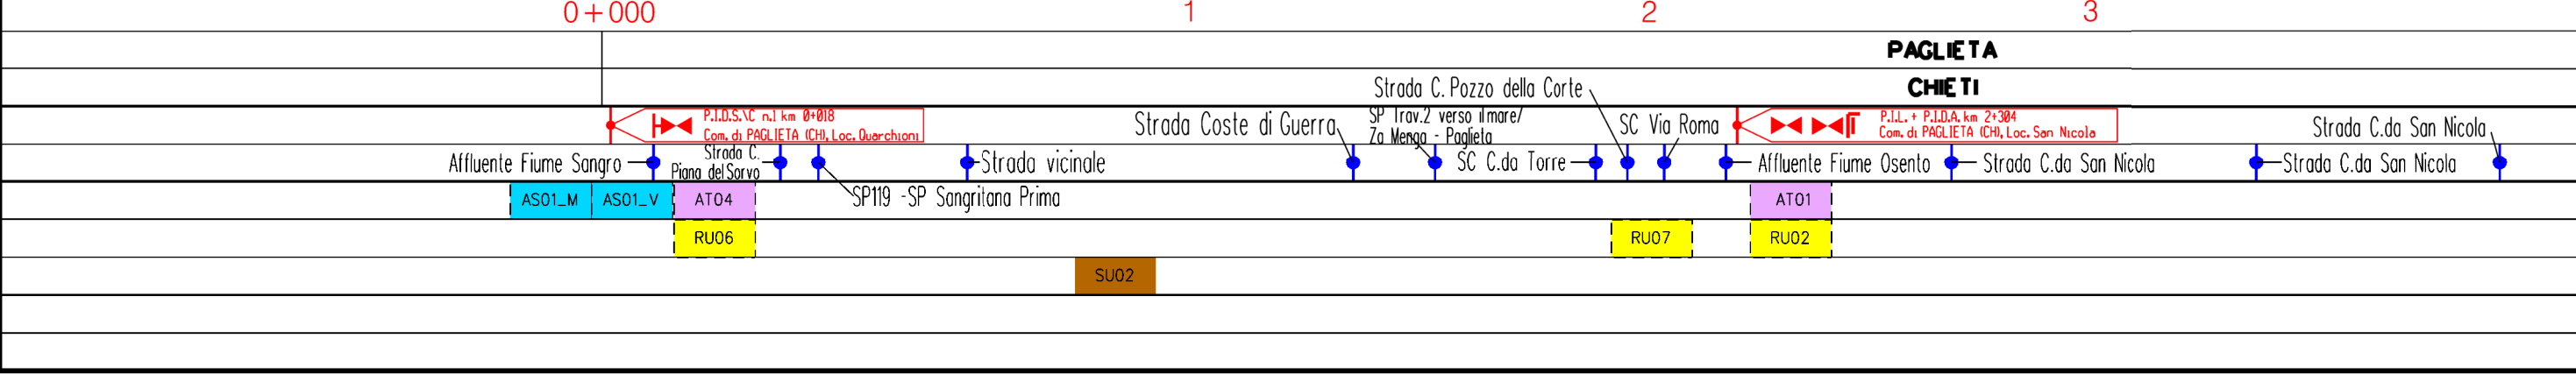 0+000 1 2 3
PAGLIETA
CHIETI
Strada C. Pozzo della Corte
P.I.D.S.\C n.1 km 0+018
Com. di PAGLIETA (CH), Loc. Quarchioni
Strada Coste di Guerra
SP Trav.2 verso il mare/
Za Menga - Paglieta
SC Via Roma
P.I.L. + P.I.D.A. km 2+304
Com. di PAGLIETA (CH), Loc. San Nicola
Strada C.da San Nicola
Affluente Fiume Sangro
Strada C.
Piana del Sorvo
Strada vicinale
SC C.da Torre
Affluente Fiume Osento
Strada C.da San Nicola
Strada C.da San Nicola
AS01_M AS01_V AT04
SP119 -SP Sangritana Prima
AT01
RU06 RU07 RU02
SU02